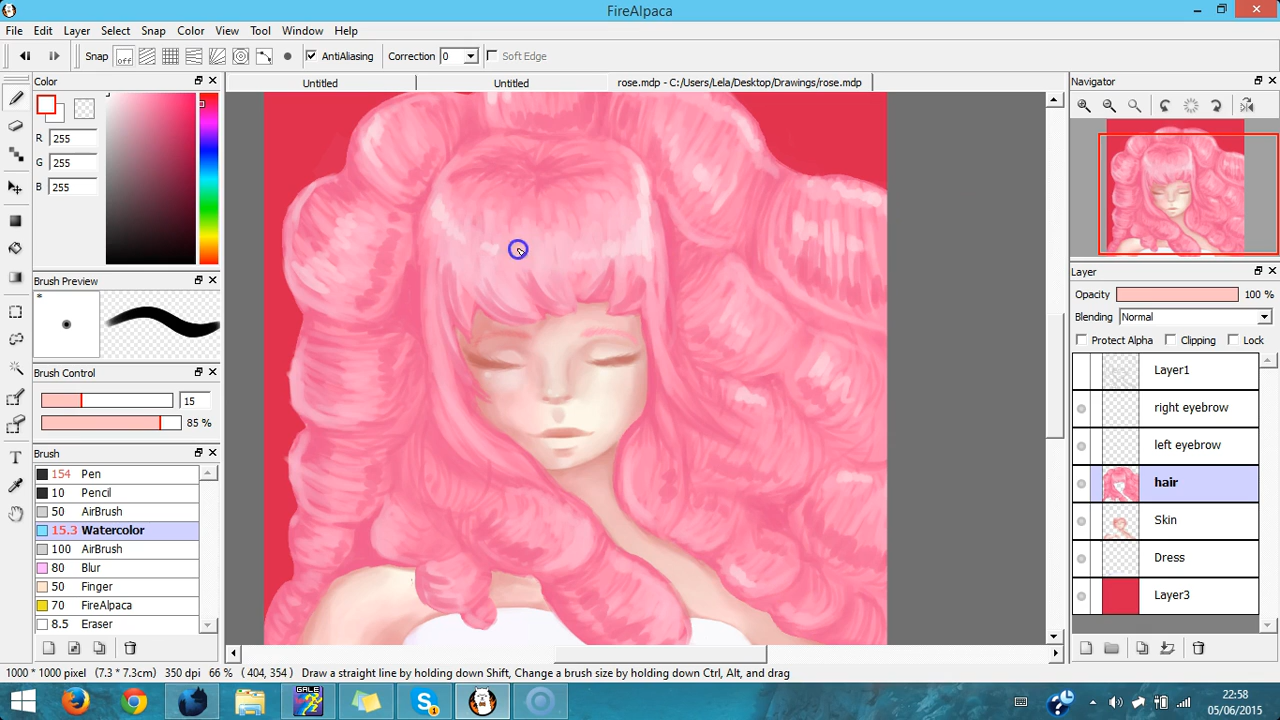 FireAlpaca
File Edit Layer Select Snap Color View Tool Window Help
Snap OFF AntiAliasing Correction 0 Soft Edge
Color
Untitled Untitled rose.mdp - C:/Users/Lela/Desktop/Drawings/rose.mdp
Navigator
R 255
G 255
B 255
Brush Preview
*
Layer
Opacity 100 %
Blending Normal
Protect Alpha Clipping Lock
Brush Control
15
85 %
Layer1
right eyebrow
left eyebrow
hair
Skin
Dress
Layer3
Brush
154 Pen
10 Pencil
50 AirBrush
15.3 Watercolor
100 AirBrush
80 Blur
50 Finger
70 FireAlpaca
8.5 Eraser
1000 * 1000 pixel (7.3 * 7.3cm) 350 dpi 66 % ( 404, 354 ) Draw a straight line by holding down Shift, Change a brush size by holding down Ctrl, Alt, and drag
GALE
22:58
05/06/2015